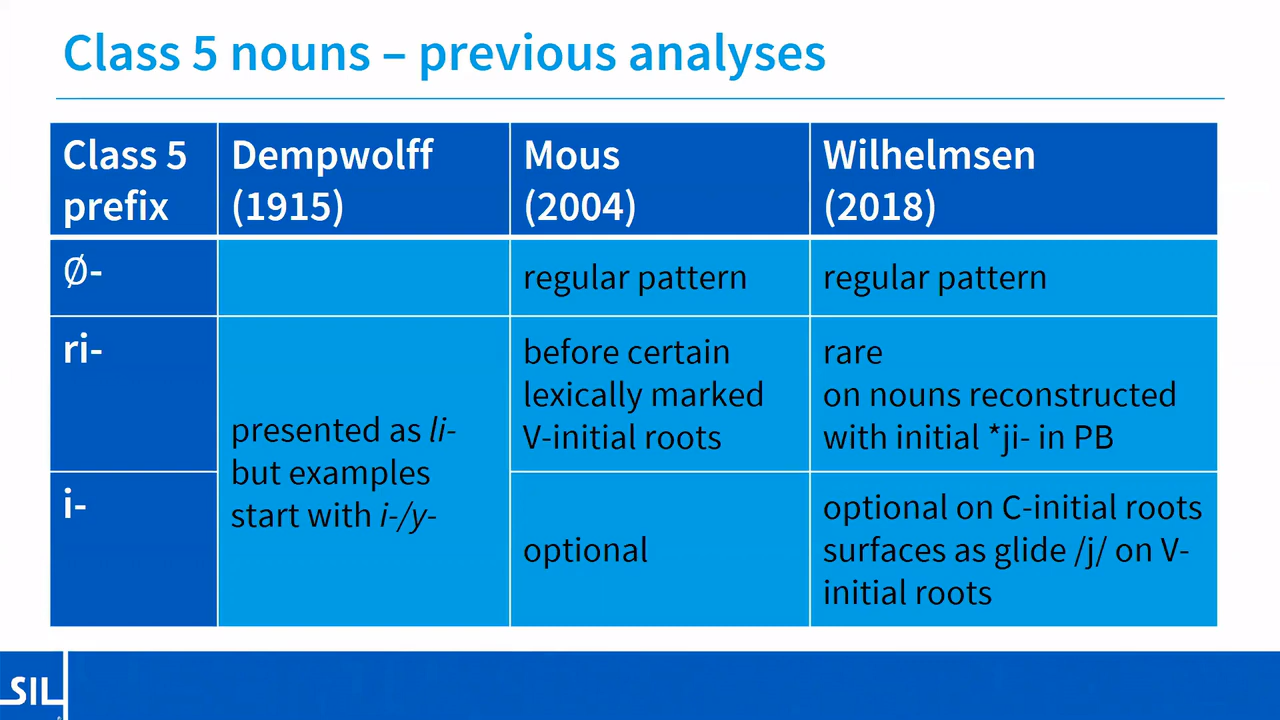 Class 5 nouns – previous analyses
Class 5 prefix
Dempwolff (1915)
Mous (2004)
Wilhelmsen (2018)
Ø-
regular pattern
regular pattern
ri-
presented as li-
but examples
start with i-/y-
before certain
lexically marked
V-initial roots
rare
on nouns reconstructed
with initial *ji- in PB
i-
optional
optional on C-initial roots
surfaces as glide /j/ on V-
initial roots
SIL